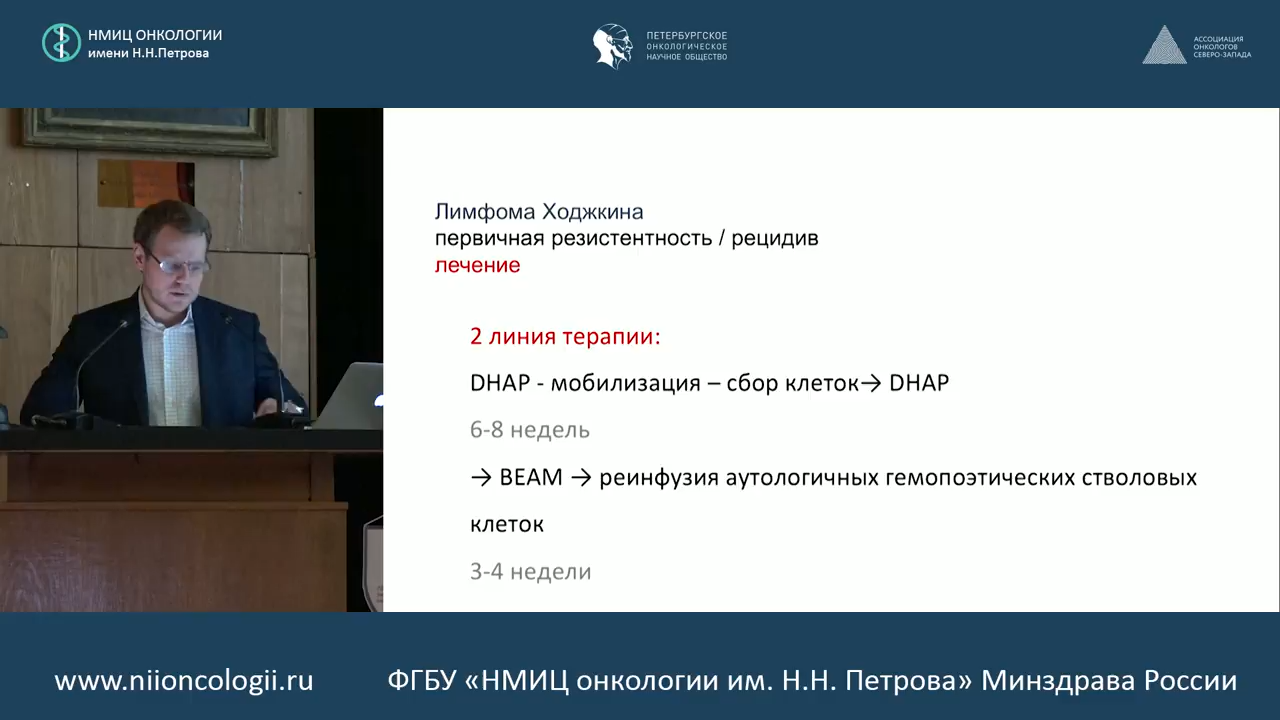 НМИЦ ОНКОЛОГИИ
имени Н.Н.Петрова
ПЕТЕРБУРГСКОЕ
ОНКОЛОГИЧЕСКОЕ
НАУЧНОЕ ОБЩЕСТВО
АССОЦИАЦИЯ
ОНКОЛОГОВ
СЕВЕРО-ЗАПАДА
Лимфома Ходжкина
первичная резистентность / рецидив
лечение
2 линия терапии:
DHAP - мобилизация – сбор клеток→ DHAP
6-8 недель
→ BEAM → реинфузия аутологичных гемопоэтических стволовых
клеток
3-4 недели
www.niioncologii.ru
ФГБУ «НМИЦ онкологии им. Н.Н. Петрова» Минздрава России